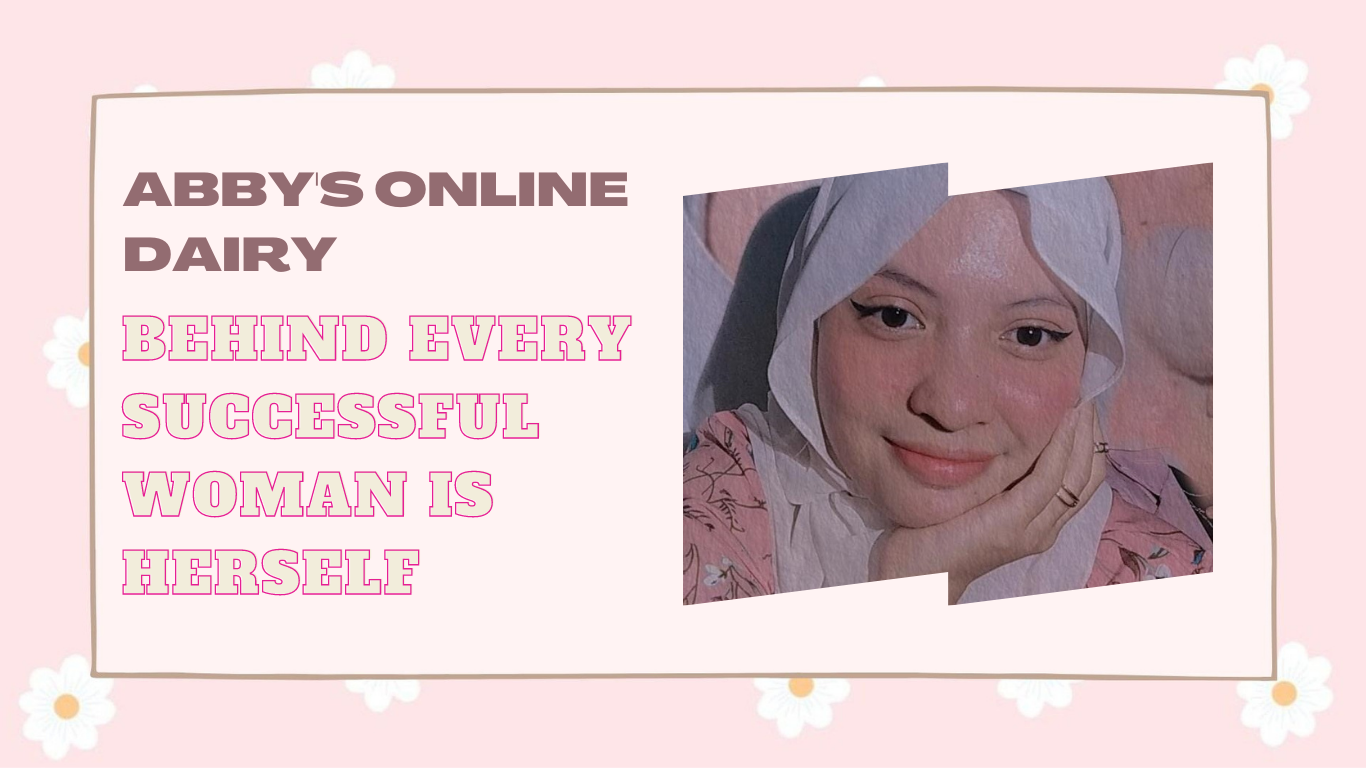 ABBY'S ONLINE
DAIRY
BEHIND EVERY
SUCCESSFUL
WOMAN IS
HERSELF